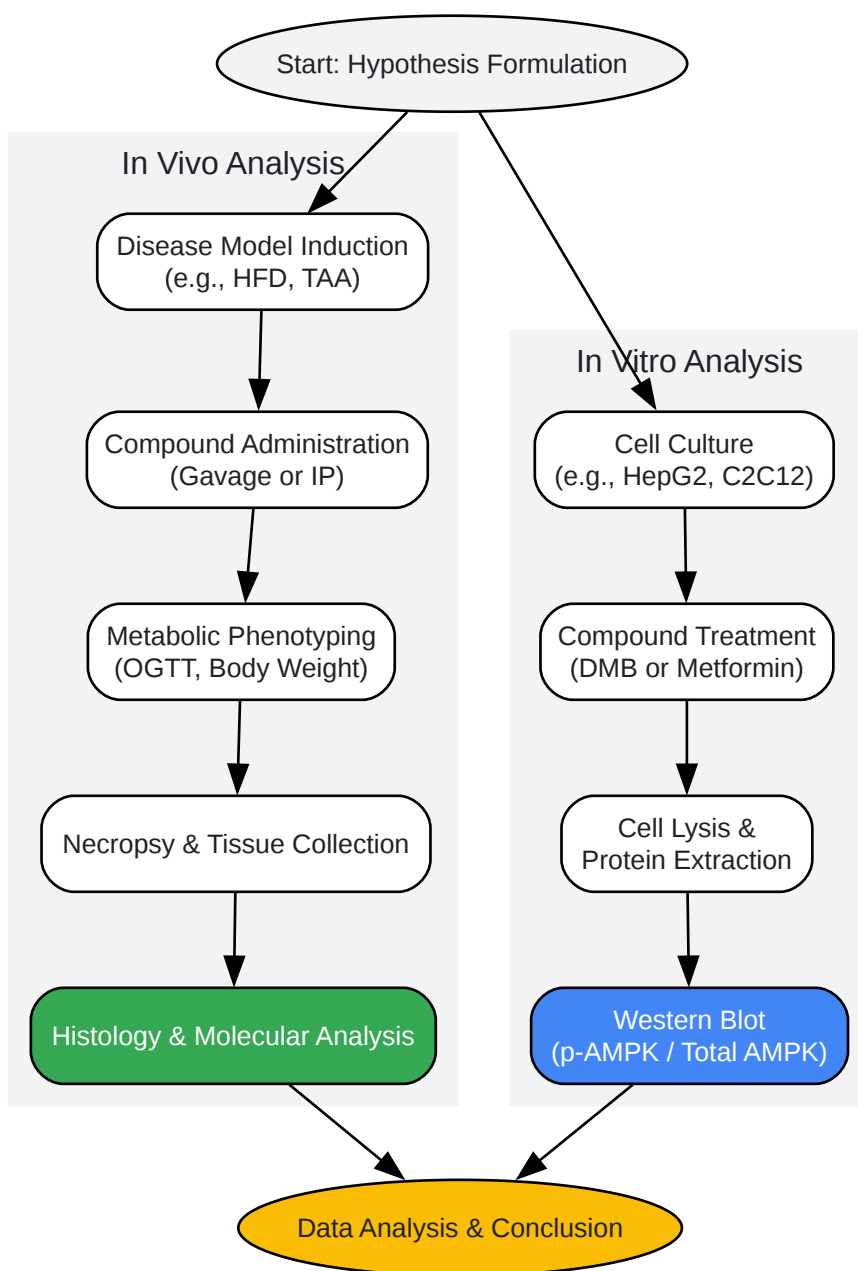 Start: Hypothesis Formulation
In Vivo Analysis
Disease Model Induction
(e.g., HFD, TAA)
Compound Administration
(Gavage or IP)
Metabolic Phenotyping
(OGTT, Body Weight)
Necropsy & Tissue Collection
Histology & Molecular Analysis
In Vitro Analysis
Cell Culture
(e.g., HepG2, C2C12)
Compound Treatment
(DMB or Metformin)
Cell Lysis &
Protein Extraction
Western Blot
(p-AMPK / Total AMPK)
Data Analysis & Conclusion